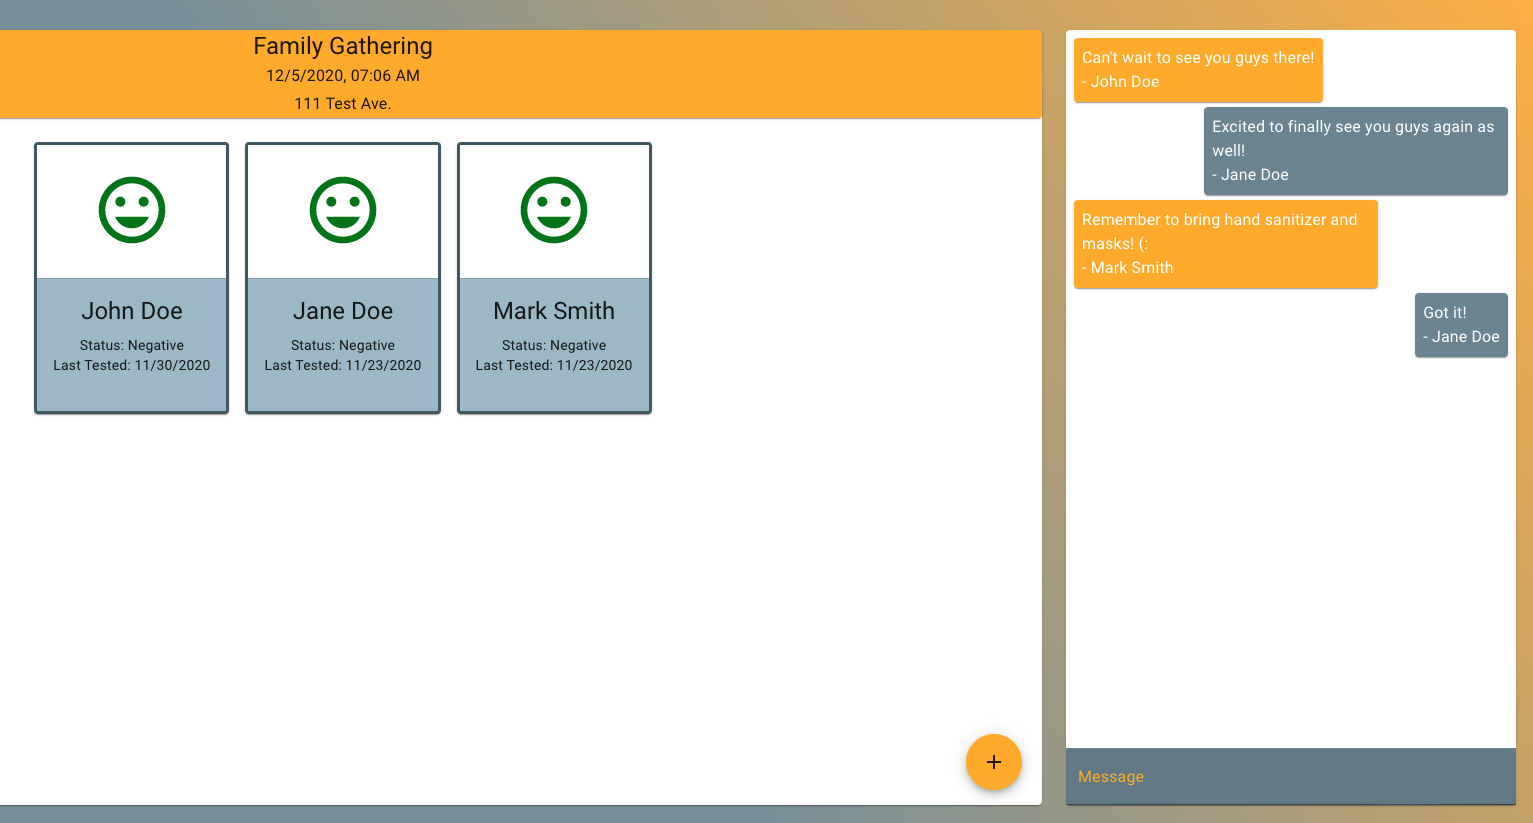 Family Gathering
12/5/2020, 07:06 AM
111 Test Ave.
John Doe
Status: Negative
Last Tested: 11/30/2020
Jane Doe
Status: Negative
Last Tested: 11/23/2020
Mark Smith
Status: Negative
Last Tested: 11/23/2020
+
Can't wait to see you guys there!
- John Doe
Excited to finally see you guys again as
well!
- Jane Doe
Remember to bring hand sanitizer and
masks! (:
- Mark Smith
Got it!
- Jane Doe
Message